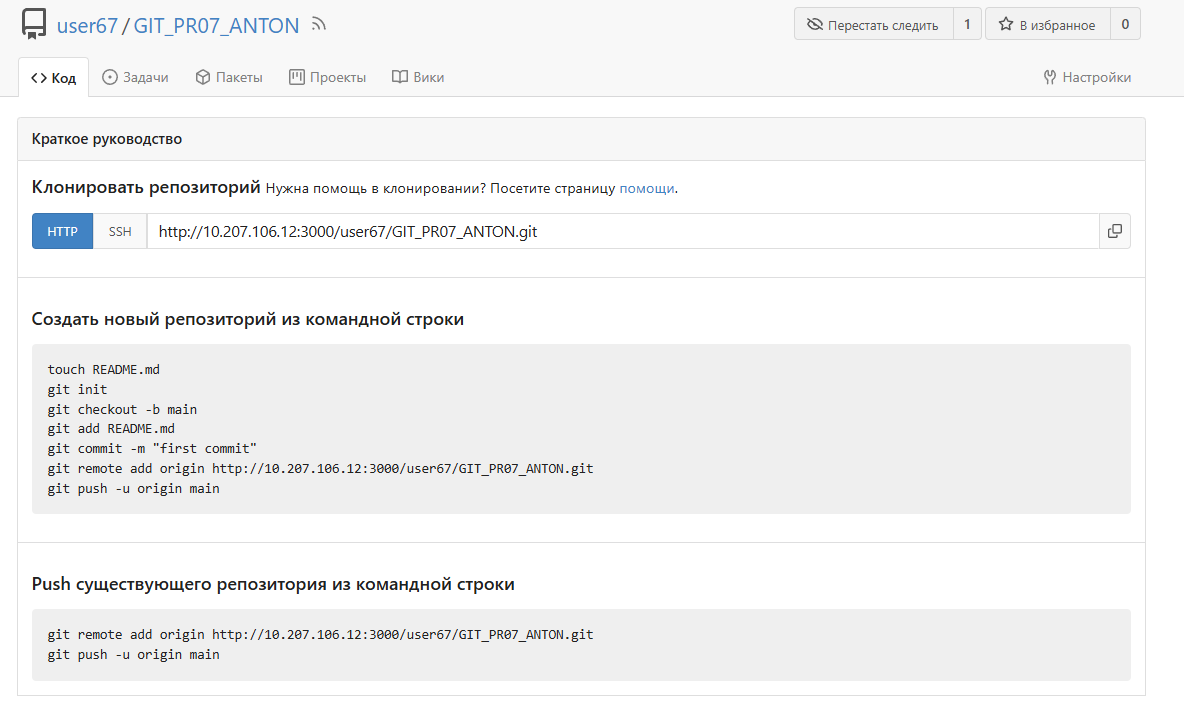 user67 / GIT_PR07_ANTON
Перестать следить 1
В избранное 0
Код
Задачи
Пакеты
Проекты
Вики
Настройки
Краткое руководство
Клонировать репозиторий Нужна помощь в клонировании? Посетите страницу помощи.
HTTP SSH http://10.207.106.12:3000/user67/GIT_PR07_ANTON.git
Создать новый репозиторий из командной строки
touch README.md
git init
git checkout -b main
git add README.md
git commit -m "first commit"
git remote add origin http://10.207.106.12:3000/user67/GIT_PR07_ANTON.git
git push -u origin main
Push существующего репозитория из командной строки
git remote add origin http://10.207.106.12:3000/user67/GIT_PR07_ANTON.git
git push -u origin main